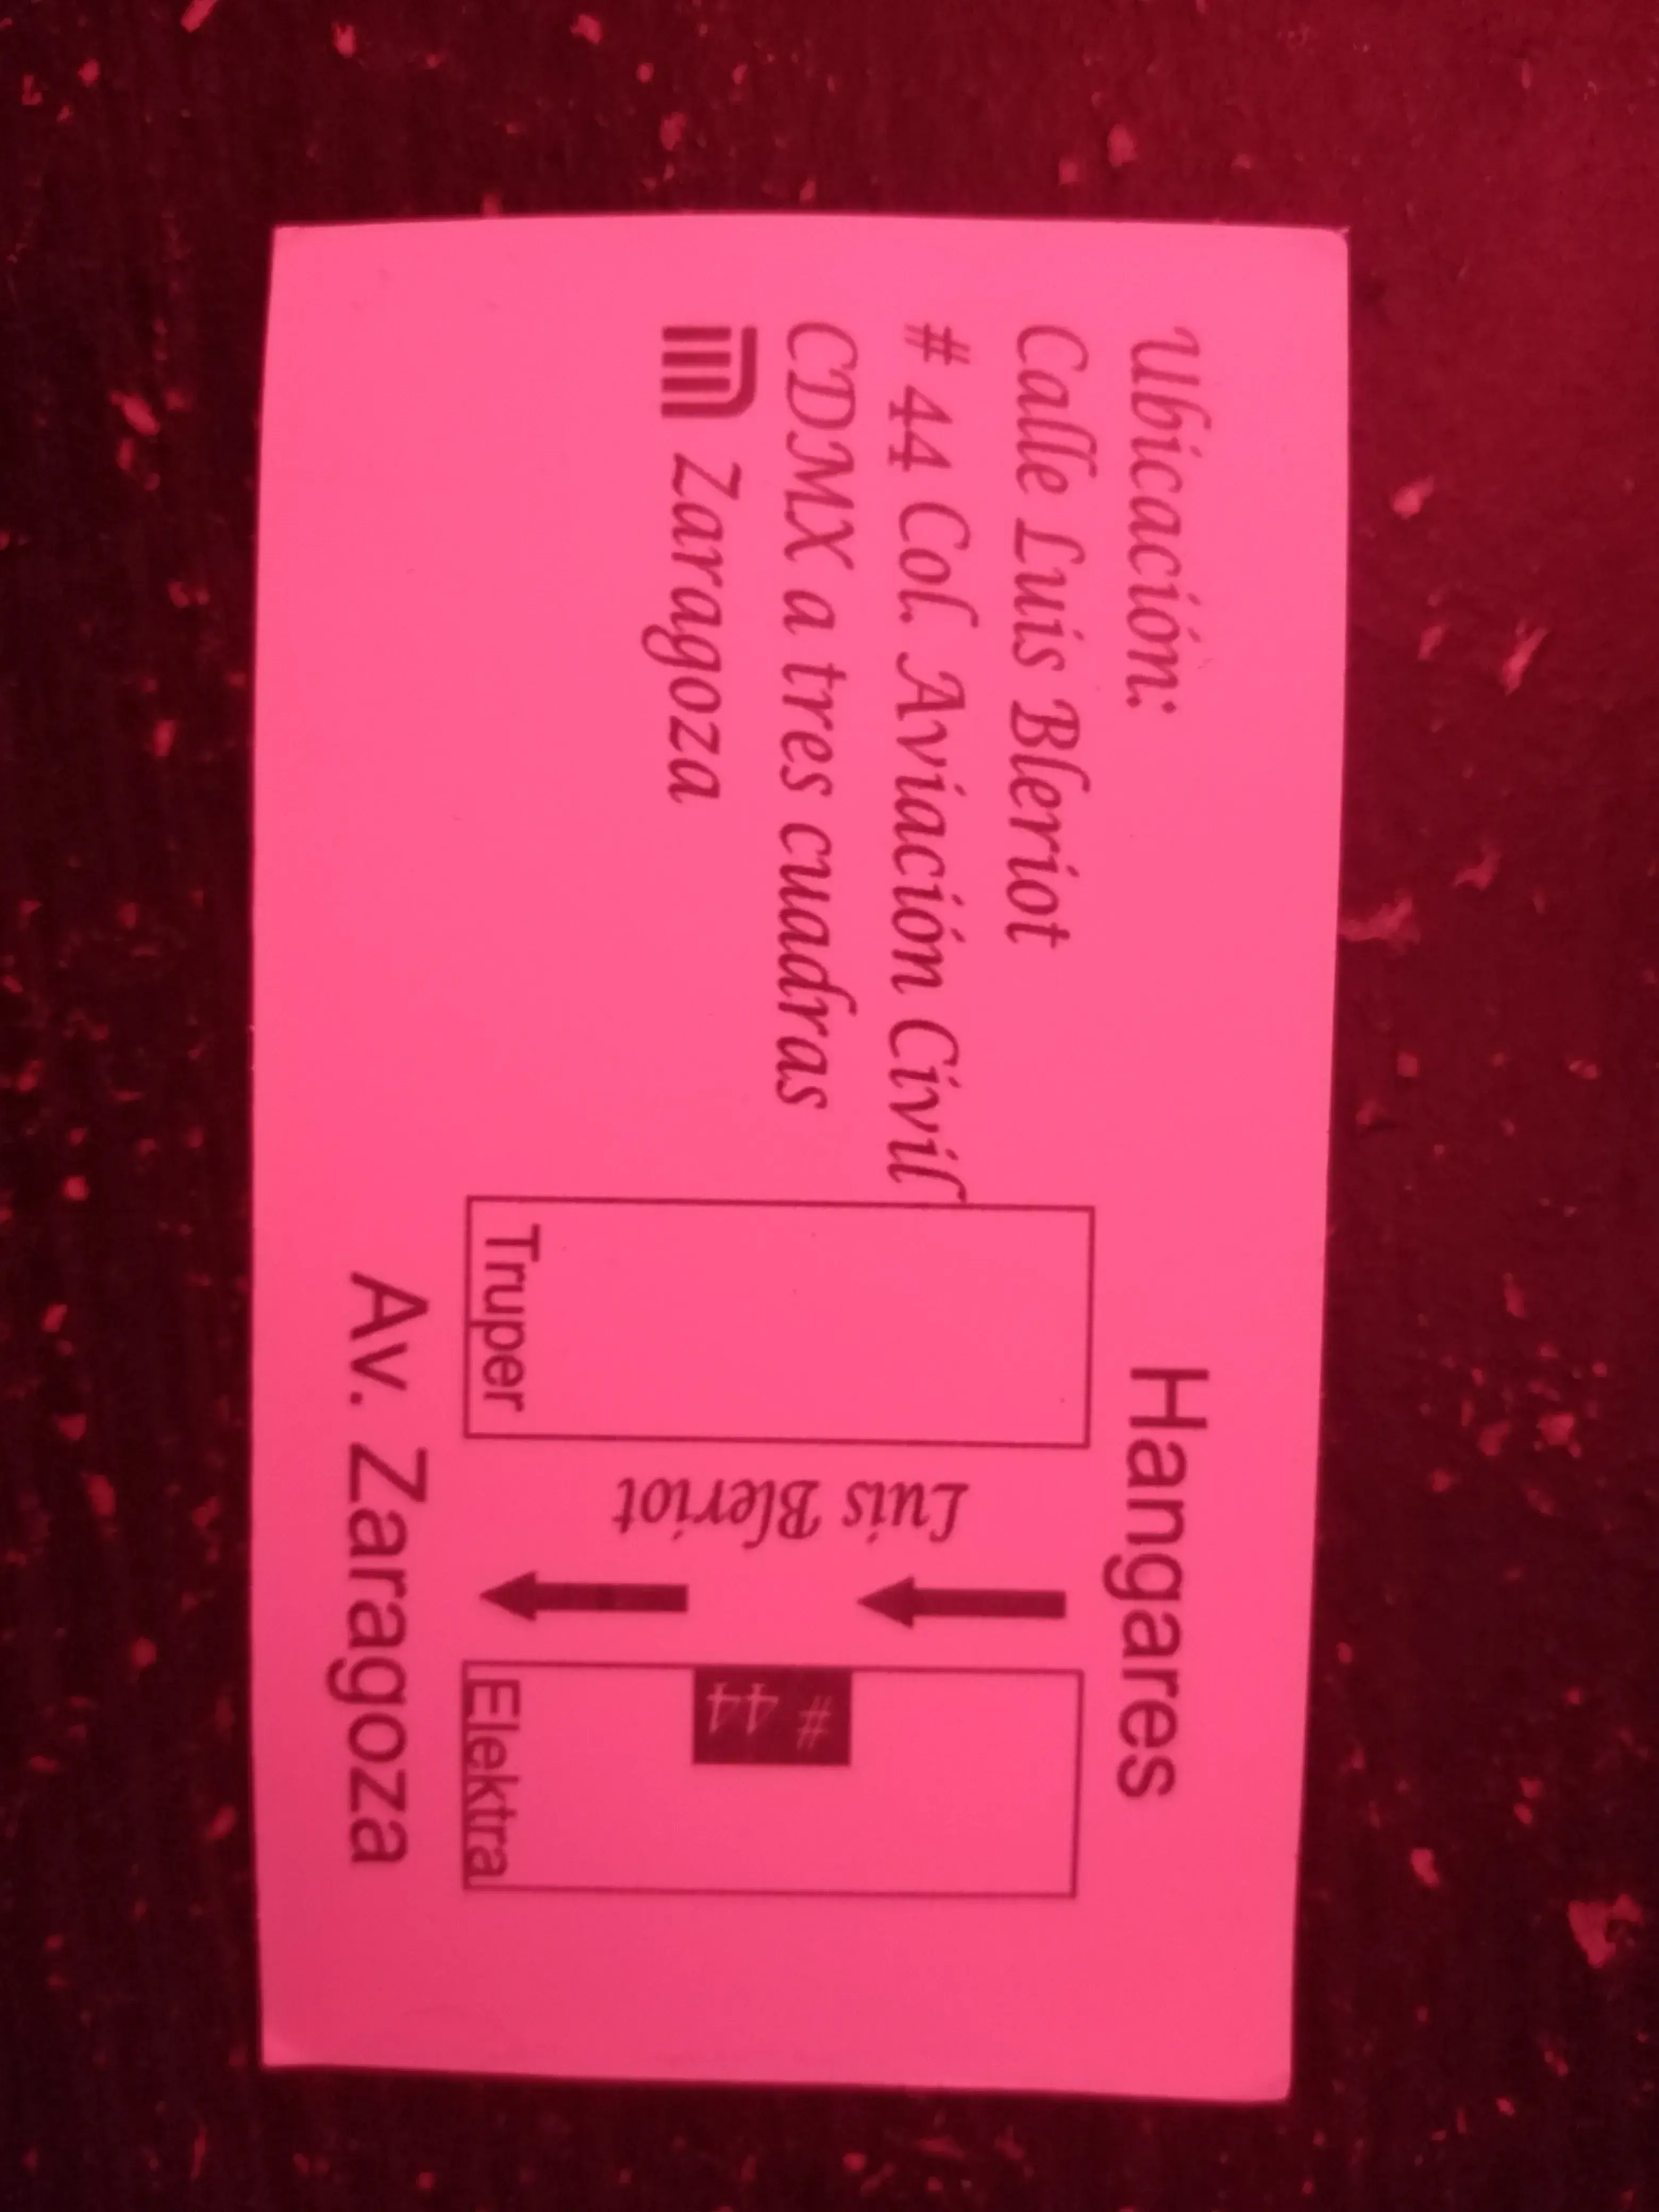 Ubicación:
Calle Luis Bleriot
# 44 Col. Aviación Civil
CDMX a tres cuadras
Zaragoza
Hangares
Luis Bleriot
# 44
Truper
Elektra
Av. Zaragoza